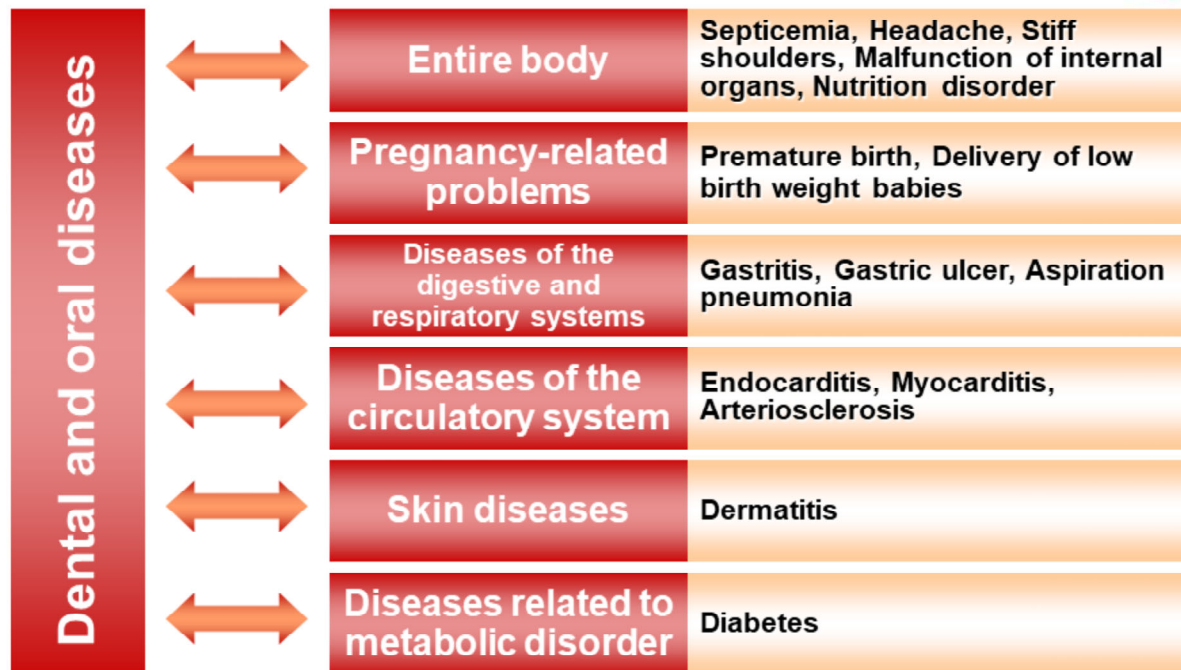 Dental and oral diseases
Entire body
Septicemia, Headache, Stiff
shoulders, Malfunction of internal
organs, Nutrition disorder
Pregnancy-related
problems
Premature birth, Delivery of low
birth weight babies
Diseases of the
digestive and
respiratory systems
Gastritis, Gastric ulcer, Aspiration
pneumonia
Diseases of the
circulatory system
Endocarditis, Myocarditis,
Arteriosclerosis
Skin diseases
Dermatitis
Diseases related to
metabolic disorder
Diabetes